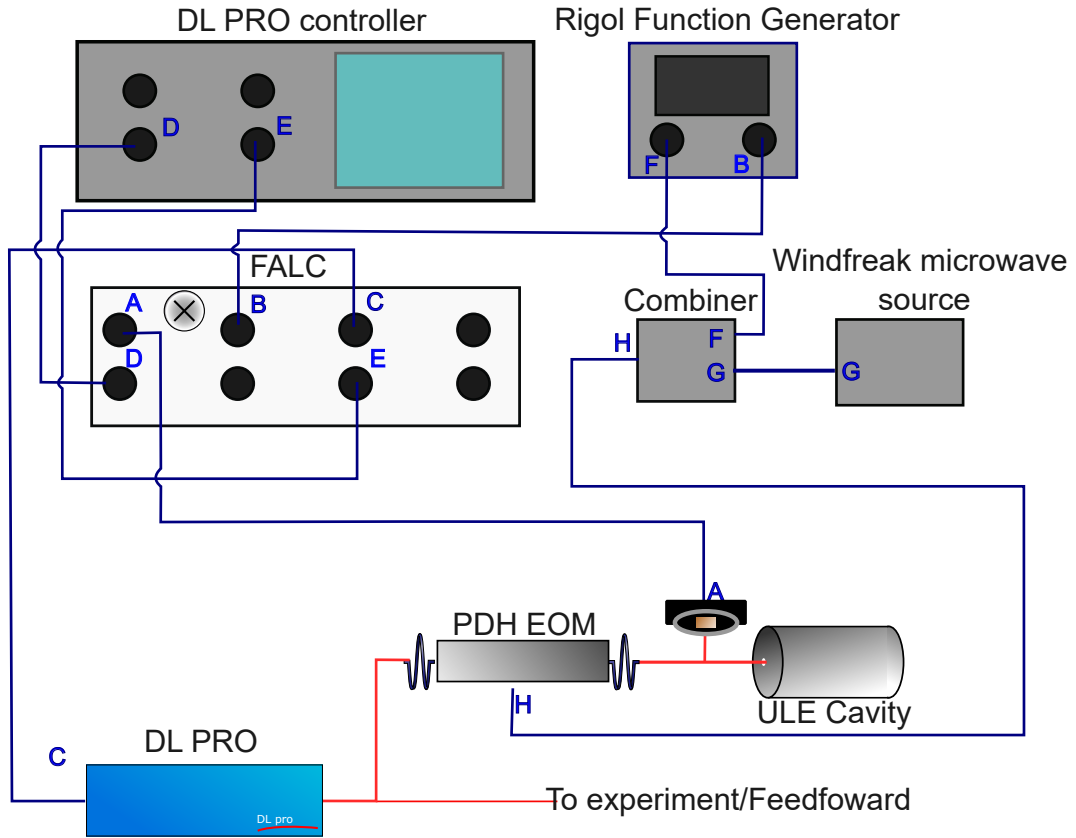 DL PRO controller
Rigol Function Generator
D
E
F
B
FALC
Windfreak microwave
source
Combiner
A
B
C
H
F
D
E
G
G
A
PDH EOM
H
ULE Cavity
DL PRO
C
DL pro
To experiment/Feedfoward